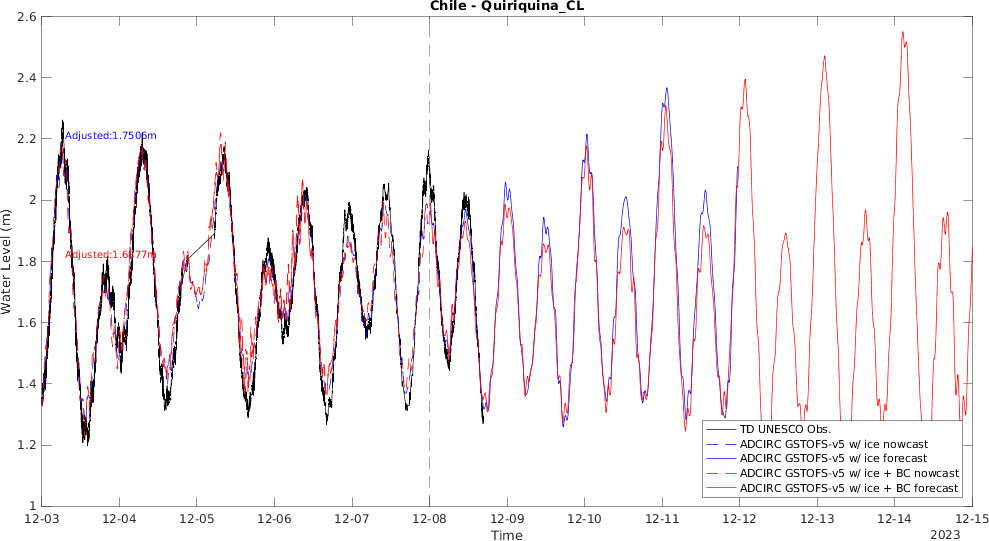 Chile - Quiriquina_CL
2.6
2.4
2.2
2
1.8
1.6
1.4
1.2
1
Water Level (m)
Adjusted:1.7506m
Adjusted:1.6677m
TD UNESCO Obs.
ADCIRC GSTOFS-v5 w/ ice nowcast
ADCIRC GSTOFS-v5 w/ ice forecast
ADCIRC GSTOFS-v5 w/ ice + BC nowcast
ADCIRC GSTOFS-v5 w/ ice + BC forecast
12-03 12-04 12-05 12-06 12-07 12-08 12-09 12-10 12-11 12-12 12-13 12-14 12-15
Time
2023